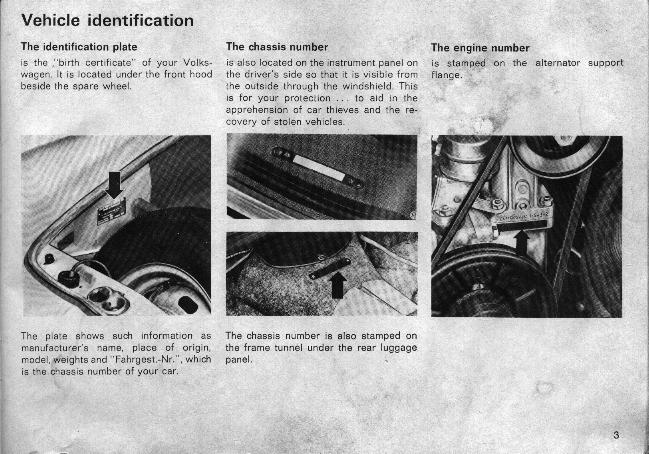 Vehicle identification
The identification plate
is the "birth certificate" of your Volks-
wagen. It is located under the front hood
beside the spare wheel.
The plate shows such information as
manufacturer's name, place of origin,
model, weights and "Fahrgest.-Nr.", which
is the chassis number of your car.
The chassis number
is also located on the instrument panel on
the driver's side so that it is visible from
the outside through the windshield. This
is for your protection ... to aid in the
apprehension of car thieves and the re-
covery of stolen vehicles.
The chassis number is also stamped on
the frame tunnel under the rear luggage
panel.
The engine number
is stamped on the alternator support
flange.
3